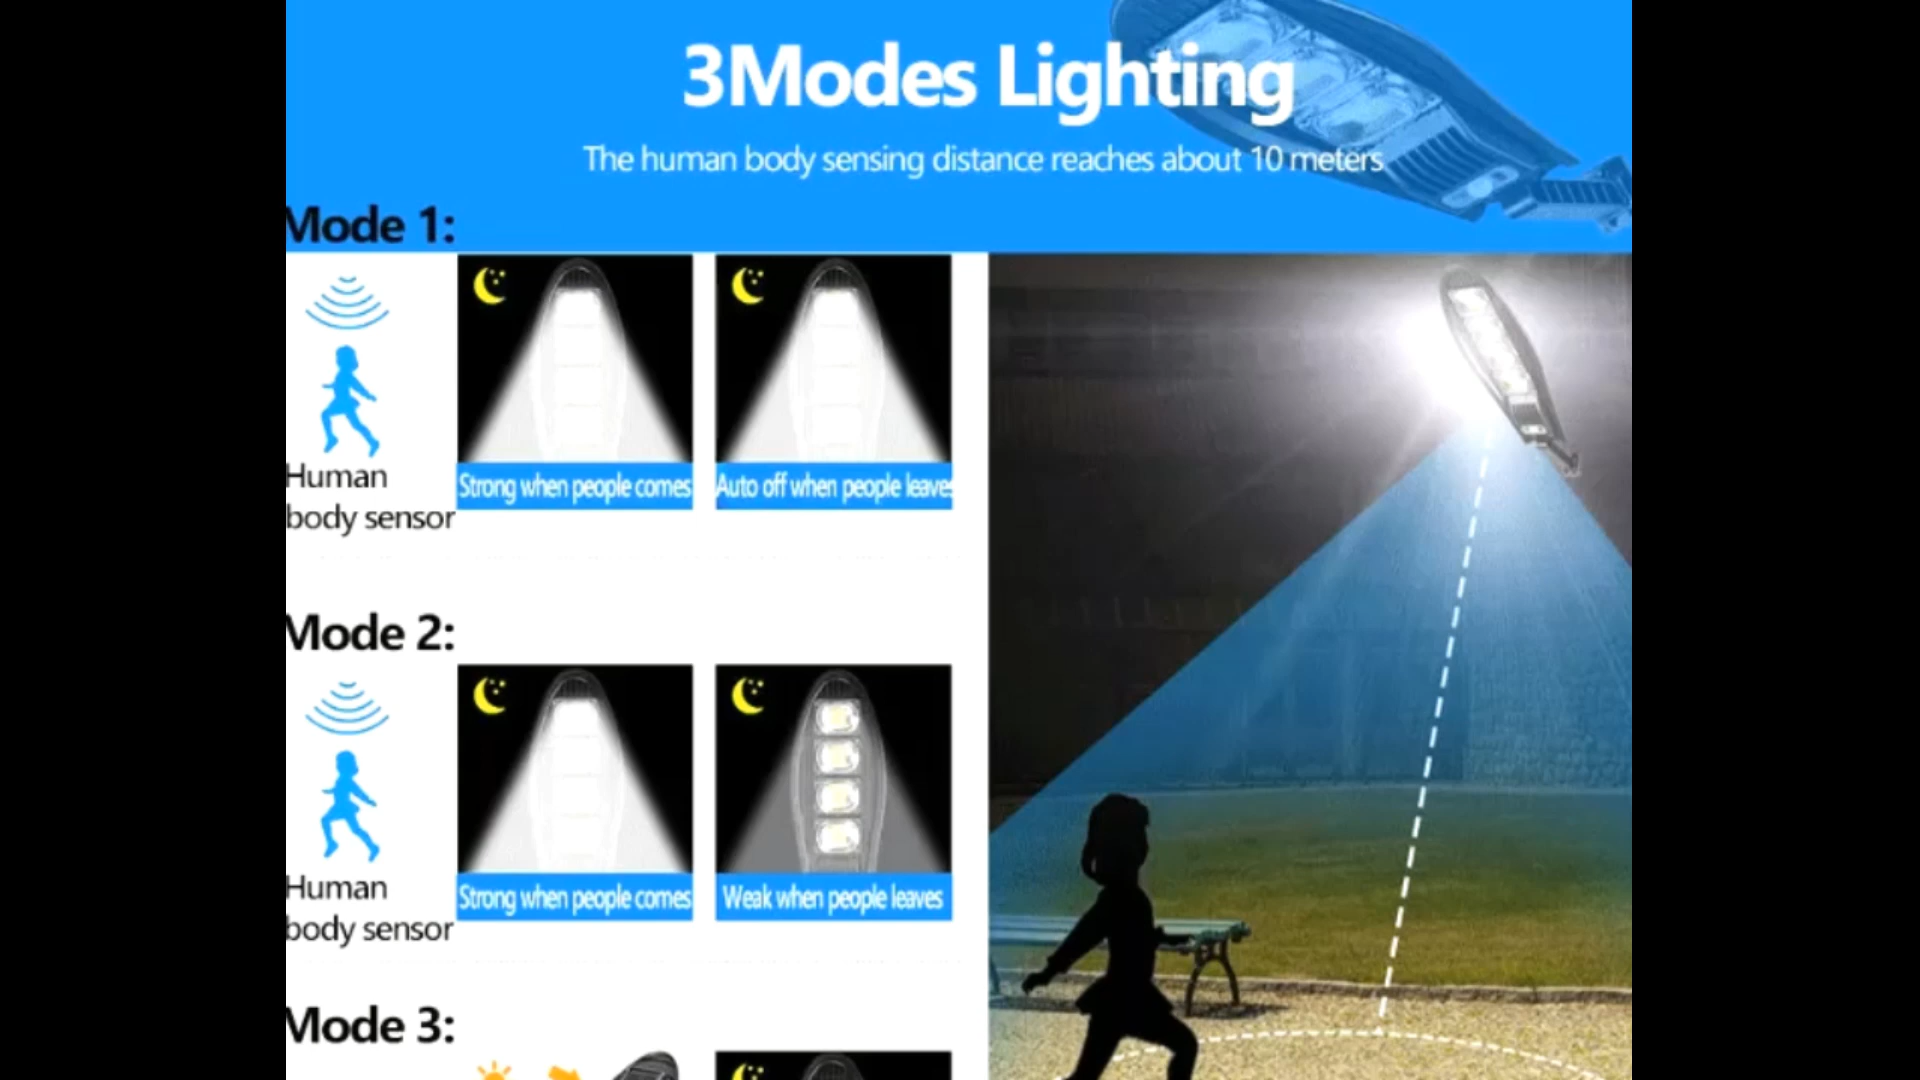 3Modes Lighting
The human body sensing distance reaches about 10 meters
Mode 1:
Human
body sensor
Strong when people comes
Auto off when people leaves
Mode 2:
Human
body sensor
Strong when people comes
Weak when people leaves
Mode 3: